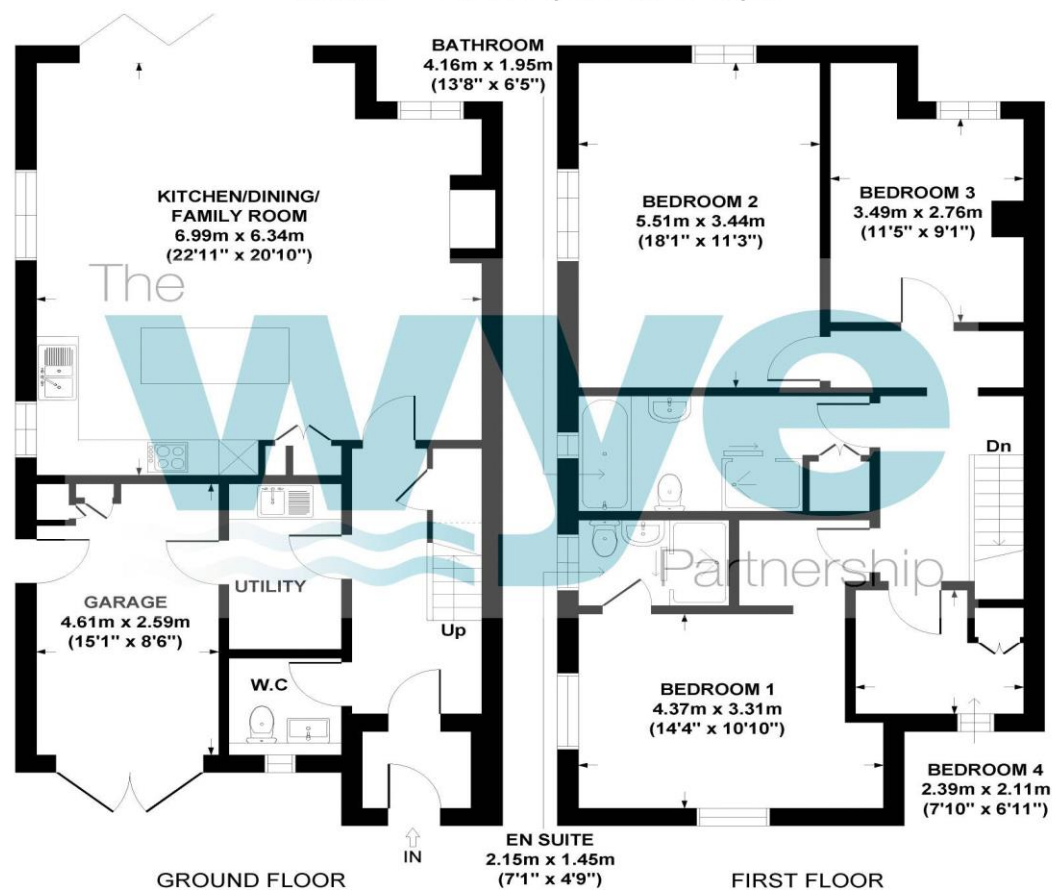 BATHROOM
4.16m x 1.95m
(13'8" x 6'5")
KITCHEN/DINING/
FAMILY ROOM
6.99m x 6.34m
(22'11" x 20'10")
BEDROOM 2
5.51m x 3.44m
(18'1" x 11'3")
BEDROOM 3
3.49m x 2.76m
(11'5" x 9'1")
The
wye
Partnership
Dn
UTILITY
GARAGE
4.61m x 2.59m
(15'1" x 8'6")
Up
W.C
BEDROOM 1
4.37m x 3.31m
(14'4" x 10'10")
BEDROOM 4
2.39m x 2.11m
(7'10" x 6'11")
IN
EN SUITE
2.15m x 1.45m
(7'1" x 4'9")
GROUND FLOOR
FIRST FLOOR